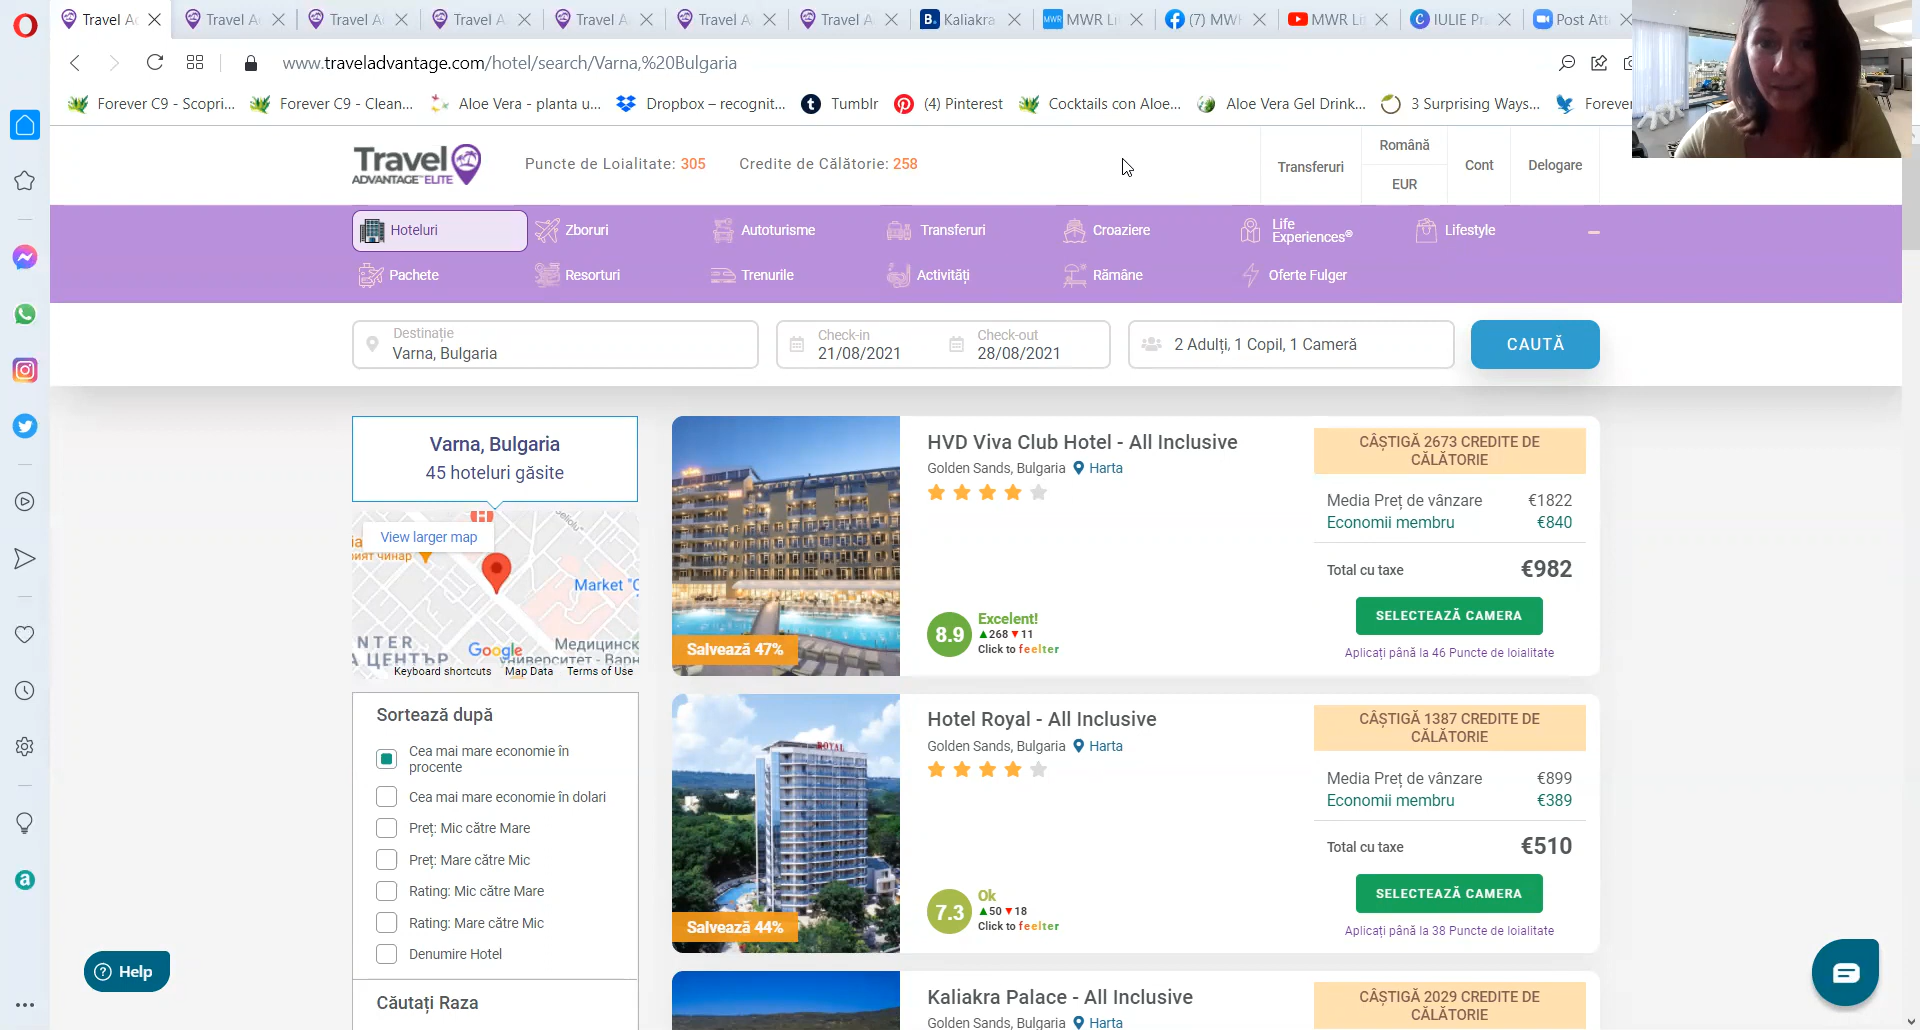 Travel A
Travel A
Travel A
Travel A
Travel A
Travel A
Travel A
B. Kaliakra
MWR MWR Li
(7) MW
MWR Li
C IULIE Pr
Post Att
www.traveladvantage.com/hotel/search/Varna,%20Bulgaria
Forever C9 - Scopri...
Forever C9 - Clean...
Aloe Vera - planta u...
Dropbox – recognit...
Tumblr
(4) Pinterest
Cocktails con Aloe...
Aloe Vera Gel Drink...
3 Surprising Ways...
Forever
Travel
ADVANTAGE™ELITE
Puncte de Loialitate: 305
Credite de Călătorie: 258
Transferuri
Română
EUR
Cont
Delogare
Hoteluri
Zboruri
Autoturisme
Transferuri
Croaziere
Life
Experiences®
Lifestyle
Pachete
Resorturi
Trenurile
Activități
Rămâne
Oferte Fulger
Destinație
Varna, Bulgaria
Check-in
21/08/2021
Check-out
28/08/2021
2 Adulți, 1 Copil, 1 Cameră
CAUTĂ
Varna, Bulgaria
45 hoteluri găsite
View larger map
ият чинар
Market "C
NTER
А ЦЕНТЪР
Google
Медицинск
университет - Варн
Keyboard shortcuts
Map Data
Terms of Use
Sortează după
Cea mai mare economie în
procente
Cea mai mare economie în dolari
Preț: Mic către Mare
Preț: Mare către Mic
Rating: Mic către Mare
Rating: Mare către Mic
Denumire Hotel
Căutați Raza
Help
HVD Viva Club Hotel - All Inclusive
Golden Sands, Bulgaria Harta
8.9 Excelent!
▲268 ▼11
Click to feelter
Salvează 47%
CÂȘTIGĂ 2673 CREDITE DE
CĂLĂTORIE
Media Preț de vânzare €1822
Economii membru €840
Total cu taxe €982
SELECTEAZĂ CAMERA
Aplicați până la 46 Puncte de loialitate
Hotel Royal - All Inclusive
Golden Sands, Bulgaria Harta
ROYAL
7.3 Ok
▲50 ▼18
Click to feelter
Salvează 44%
CÂȘTIGĂ 1387 CREDITE DE
CĂLĂTORIE
Media Preț de vânzare €899
Economii membru €389
Total cu taxe €510
SELECTEAZĂ CAMERA
Aplicați până la 38 Puncte de loialitate
Kaliakra Palace - All Inclusive
Golden Sands, Bulgaria Harta
CÂȘTIGĂ 2029 CREDITE DE
CĂLĂTORIE